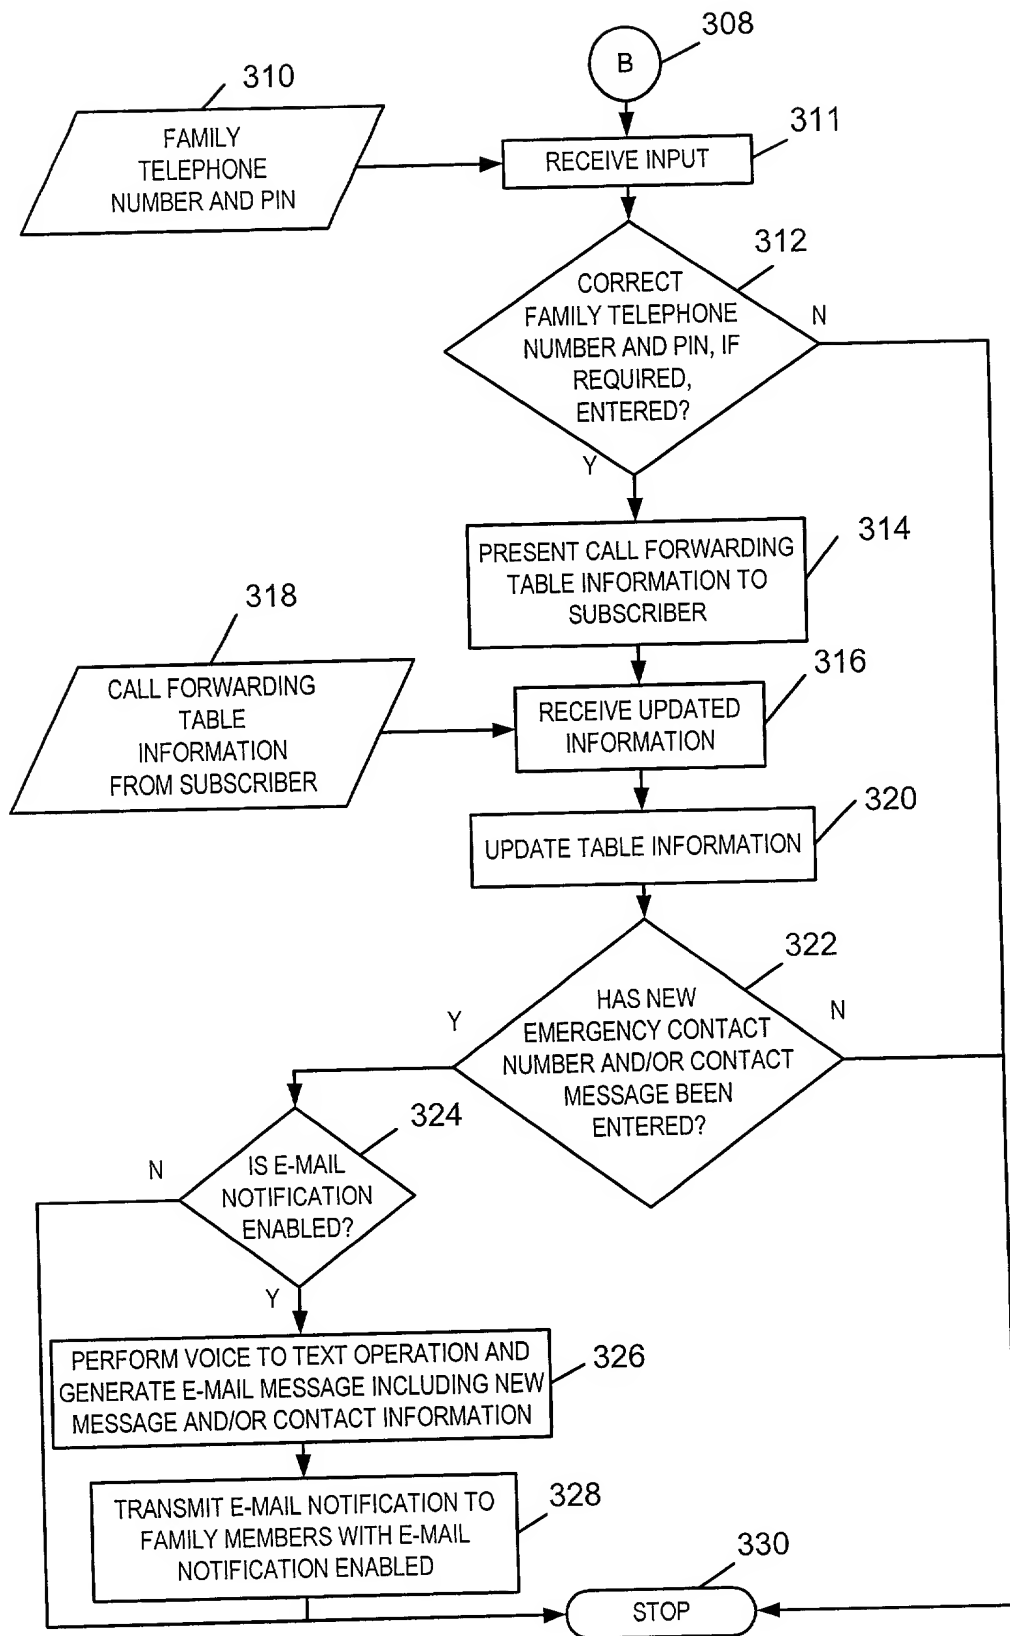 308
B
310
FAMILY
TELEPHONE
NUMBER AND PIN
311
RECEIVE INPUT
312
CORRECT
FAMILY TELEPHONE
NUMBER AND PIN, IF
REQUIRED,
ENTERED?
N
Y
314
PRESENT CALL FORWARDING
TABLE INFORMATION TO
SUBSCRIBER
318
CALL FORWARDING
TABLE
INFORMATION
FROM SUBSCRIBER
316
RECEIVE UPDATED
INFORMATION
320
UPDATE TABLE INFORMATION
322
HAS NEW
EMERGENCY CONTACT
NUMBER AND/OR CONTACT
MESSAGE BEEN
ENTERED?
Y
N
324
IS E-MAIL
NOTIFICATION
ENABLED?
N
Y
326
PERFORM VOICE TO TEXT OPERATION AND
GENERATE E-MAIL MESSAGE INCLUDING NEW
MESSAGE AND/OR CONTACT INFORMATION
328
TRANSMIT E-MAIL NOTIFICATION TO
FAMILY MEMBERS WITH E-MAIL
NOTIFICATION ENABLED
330
STOP